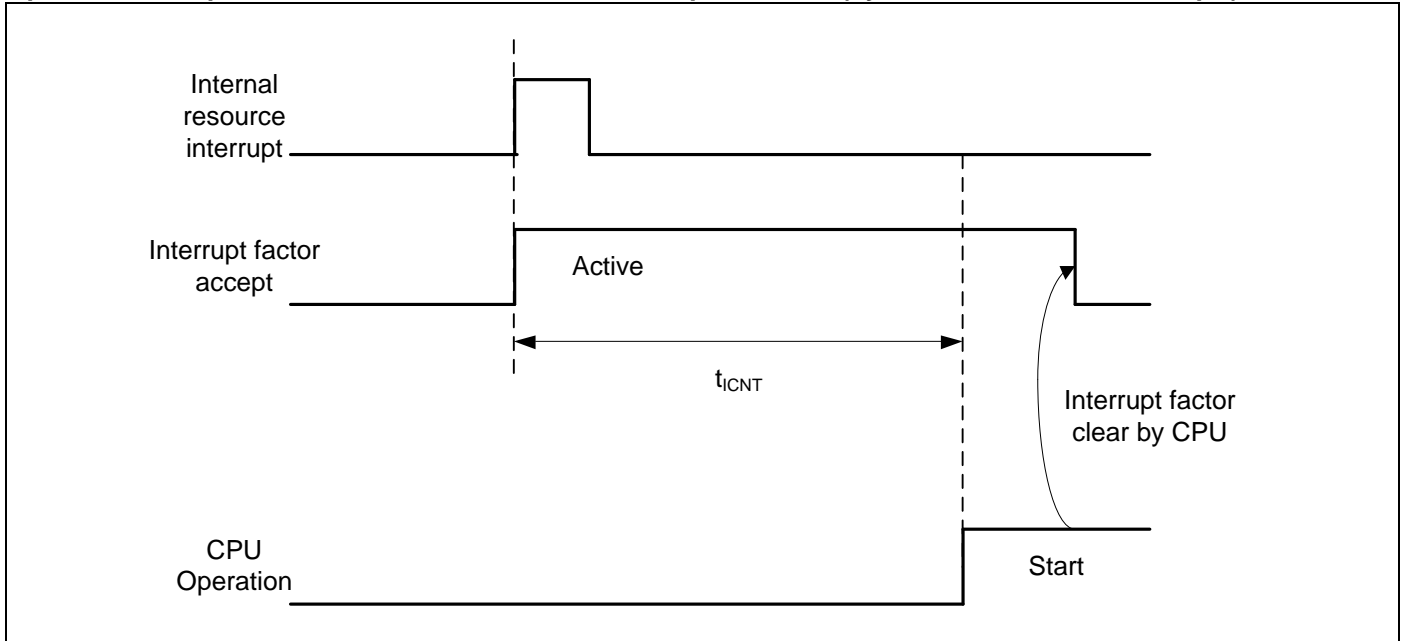 Internal
resource
interrupt
Interrupt factor
accept
Active
tICNT
Interrupt factor
clear by CPU
CPU
Operation
Start